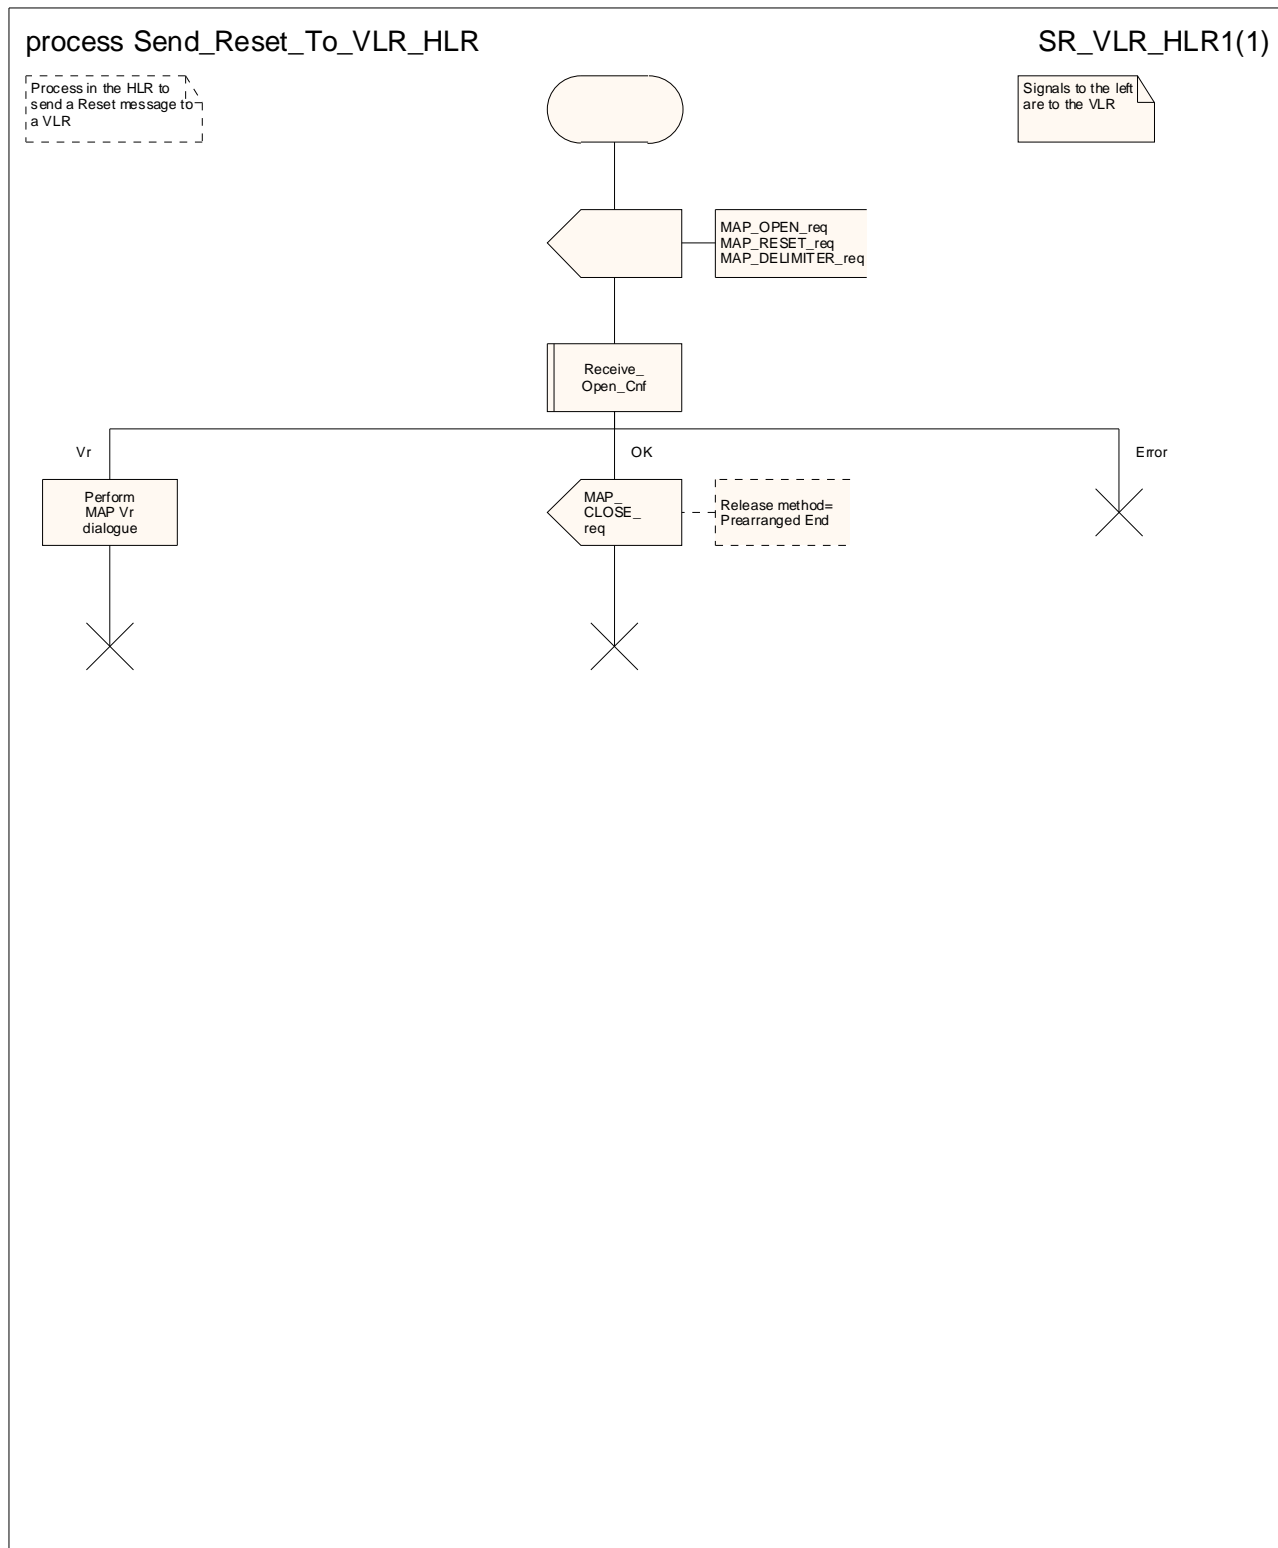 process Send_Reset_To_VLR_HLR
SR_VLR_HLR1(1)
Process in the HLR to
send a Reset message to
a VLR
Signals to the left
are to the VLR
MAP_OPEN_req
MAP_RESET_req
MAP_DELIMITER_req
Receive_
Open_Cnf
Vr
OK
Error
Perform
MAP Vr
dialogue
MAP_
CLOSE_
req
Release method=
Prearranged End